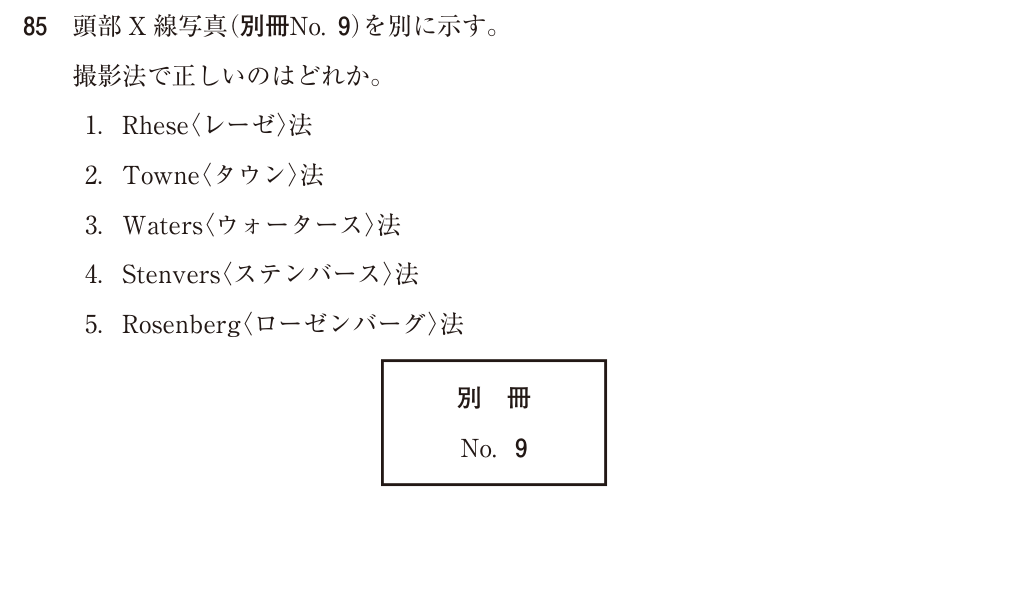 85 頭部 X 線写真(別冊No. 9)を別に示す。
撮影法で正しいのはどれか。
1. Rhese〈レーゼ〉法
2. Towne〈タウン〉法
3. Waters〈ウォータース〉法
4. Stenvers〈ステンバース〉法
5. Rosenberg〈ローゼンバーグ〉法
別 冊
No. 9